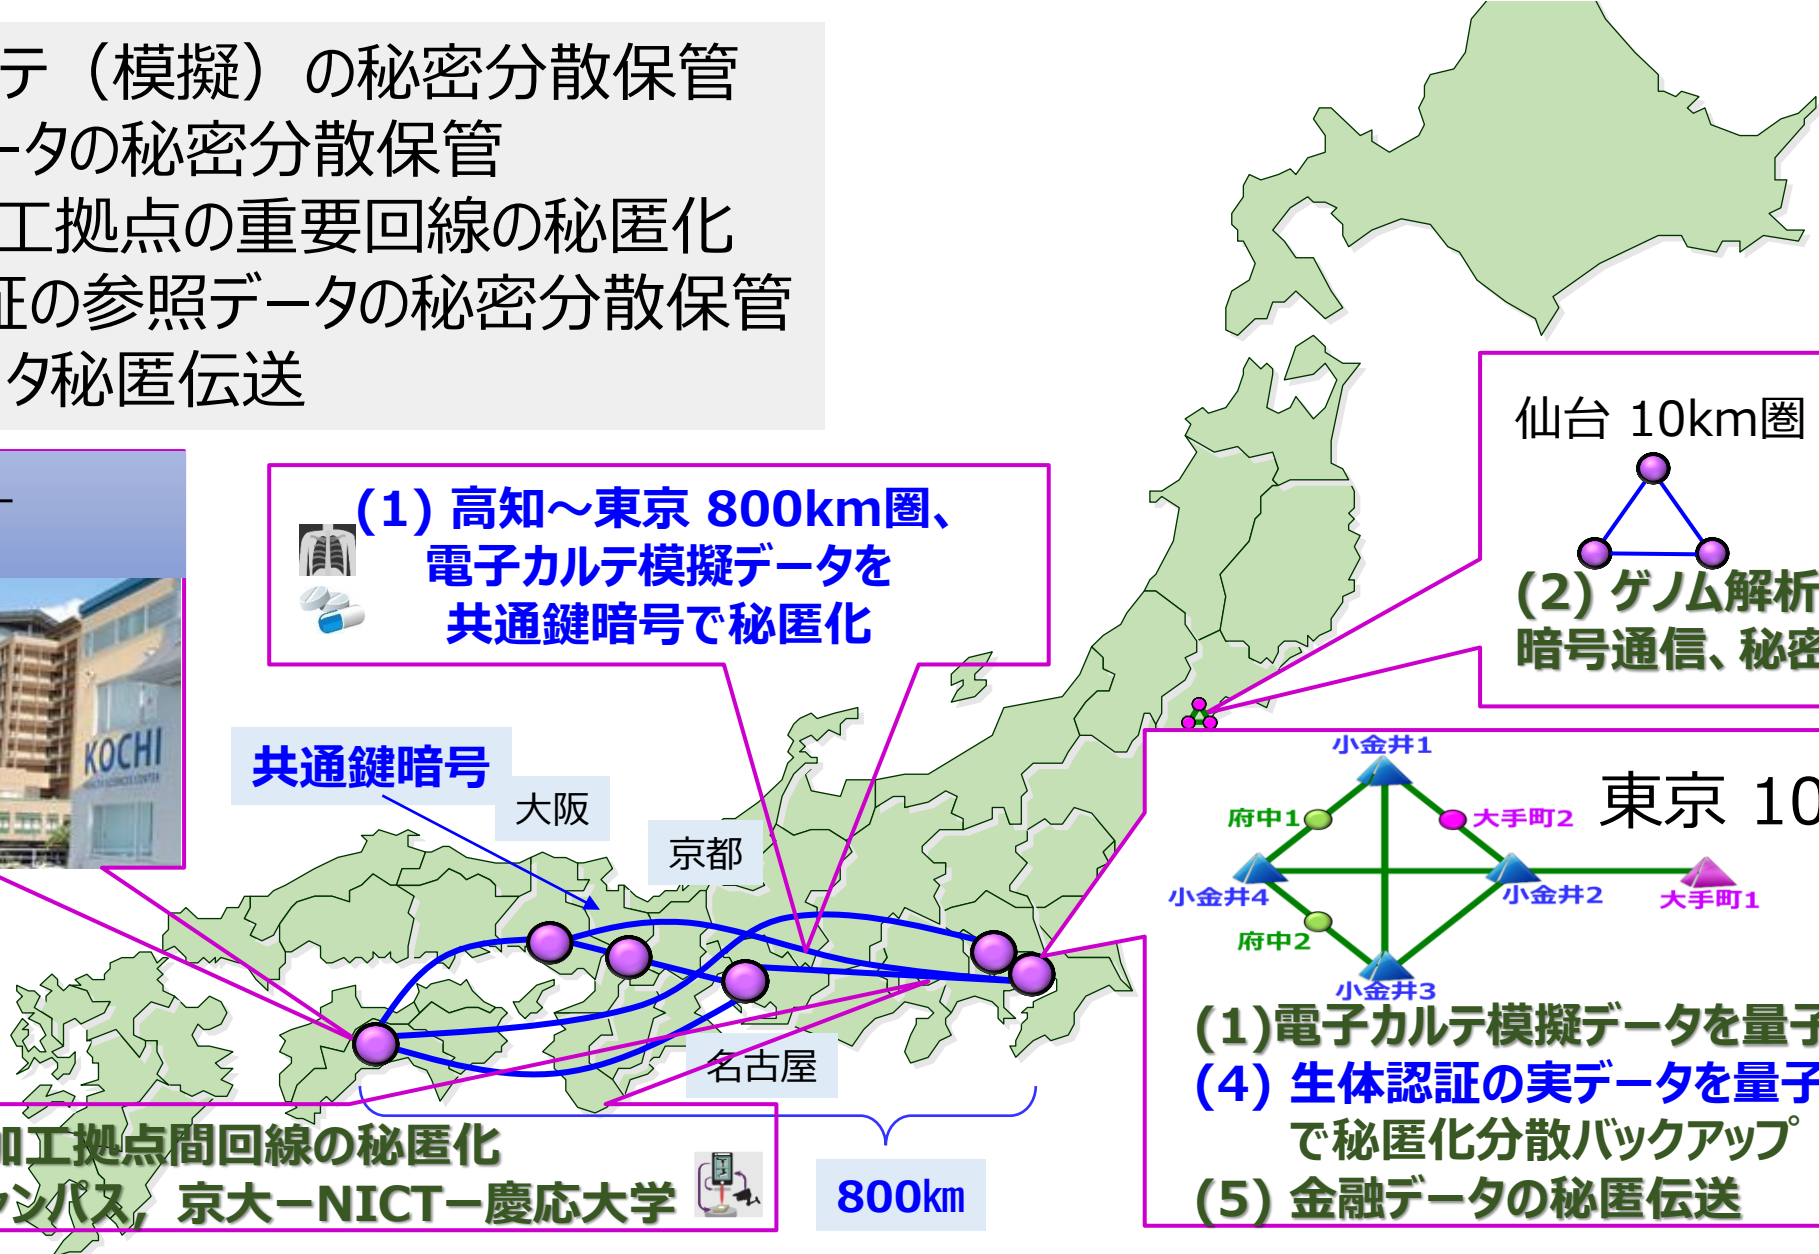 テ（模擬）の秘密分散保管
ータの秘密分散保管
工拠点の重要回線の秘匿化
証の参照データの秘密分散保管
タ秘匿伝送
ー
KOCHI
(1) 高知～東京 800km圏、
電子カルテ模擬データを
共通鍵暗号で秘匿化
仙台 10km圏
(2) ゲノム解析
暗号通信、秘密
共通鍵暗号
大阪
京都
名古屋
小金井1
東京 10
府中1
大手町2
小金井4
小金井2
大手町1
府中2
小金井3
(1)電子カルテ模擬データを量子
(4) 生体認証の実データを量子
で秘匿化分散バックアップ
(5) 金融データの秘匿伝送
加工拠点間回線の秘匿化
ャンパス，京大ーNICTー慶応大学
800km